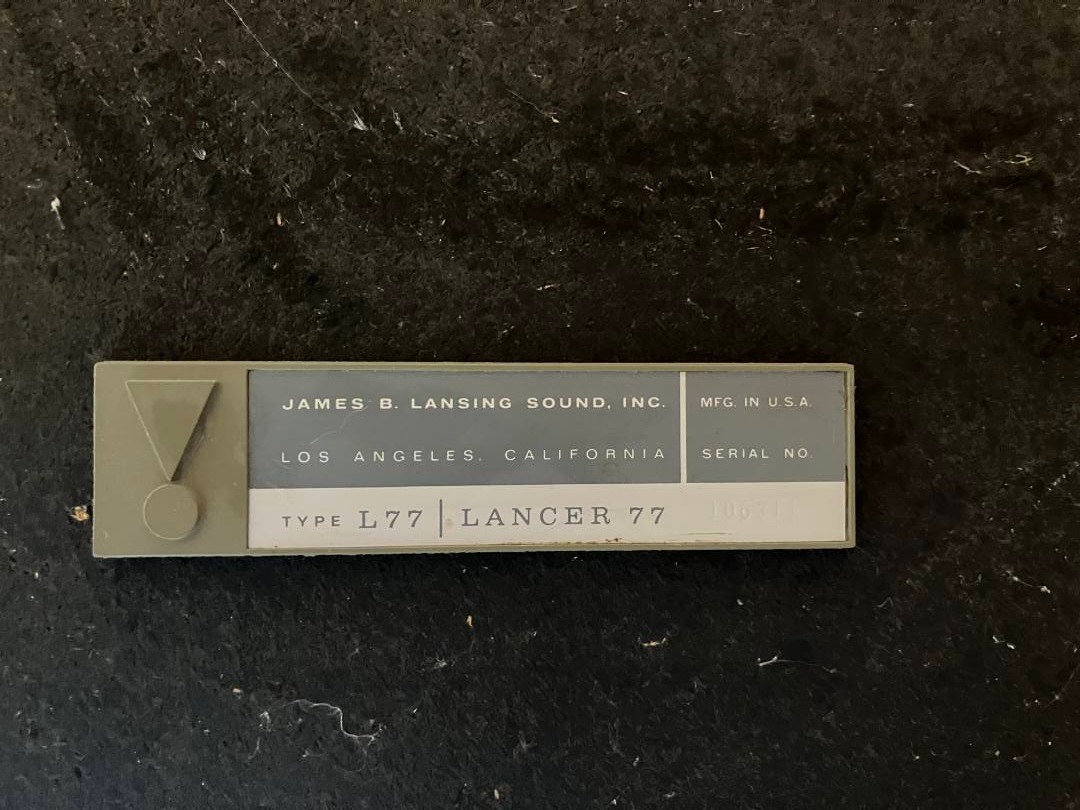 JAMES B. LANSING SOUND, INC.
LOS ANGELES, CALIFORNIA
MFG. IN U.S.A.
SERIAL NO.
TYPE L77 | LANCER 77